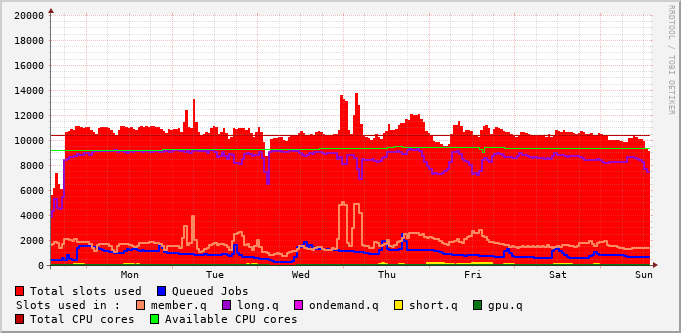 RRDTOOL / TOBI OETIKER
20000
18000
16000
14000
12000
10000
8000
6000
4000
2000
0
Mon Tue Wed Thu Fri Sat Sun
Total slots used Queued Jobs
Slots used in : member.q long.q ondemand.q short.q gpu.q
Total CPU cores Available CPU cores